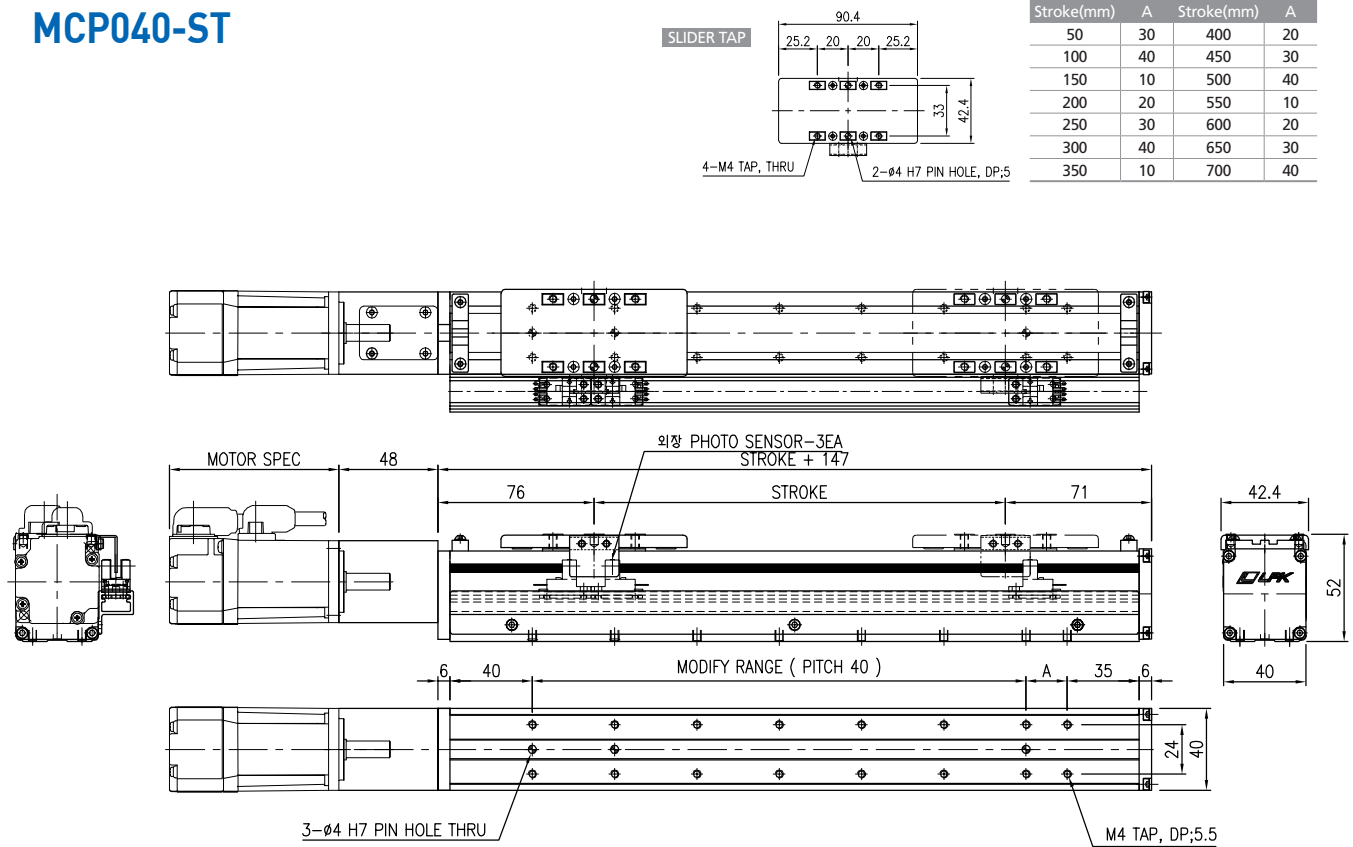 MCP040-ST
SLIDER TAP
90.4
25.2 20 20 25.2
33
42.4
4-M4 TAP, THRU
2-ø4 H7 PIN HOLE, DP;5
Stroke(mm) A Stroke(mm) A
50 30 400 20
100 40 450 30
150 10 500 40
200 20 550 10
250 30 600 20
300 40 650 30
350 10 700 40
외장 PHOTO SENSOR-3EA
MOTOR SPEC 48 STROKE + 147
76 STROKE 71
42.4
LPK
52
40
6 40 MODIFY RANGE ( PITCH 40 ) A 35 6
24
40
3-ø4 H7 PIN HOLE THRU
M4 TAP, DP;5.5